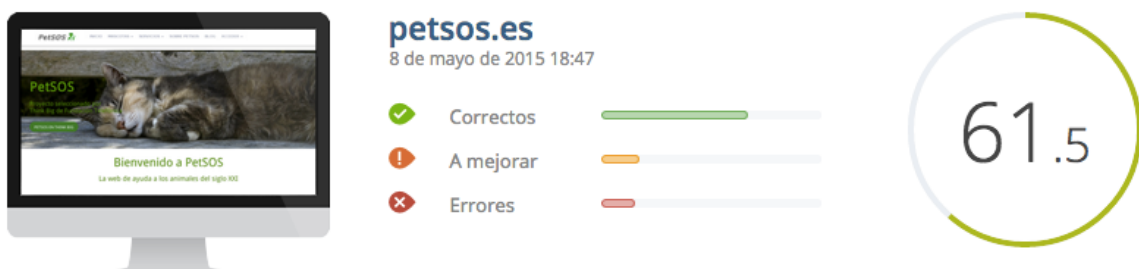 PetSOS
PetSOS
Bienvenido a PetSOS
La web de ayuda a los animales del siglo XXI
petsos.es
8 de mayo de 2015 18:47
Correctos
A mejorar
Errores
61.5